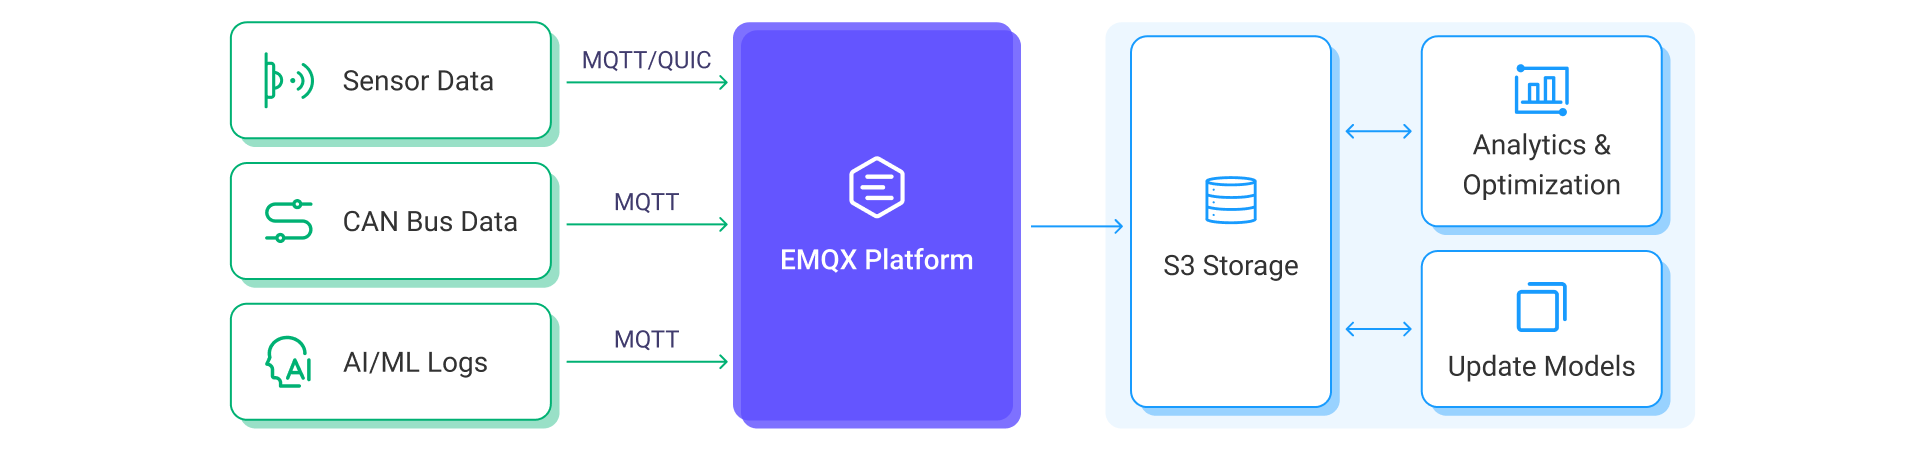 Sensor Data
MQTT/QUIC
CAN Bus Data
MQTT
AI/ML Logs
MQTT
AI
EMQX Platform
S3 Storage
Analytics &
Optimization
Update Models